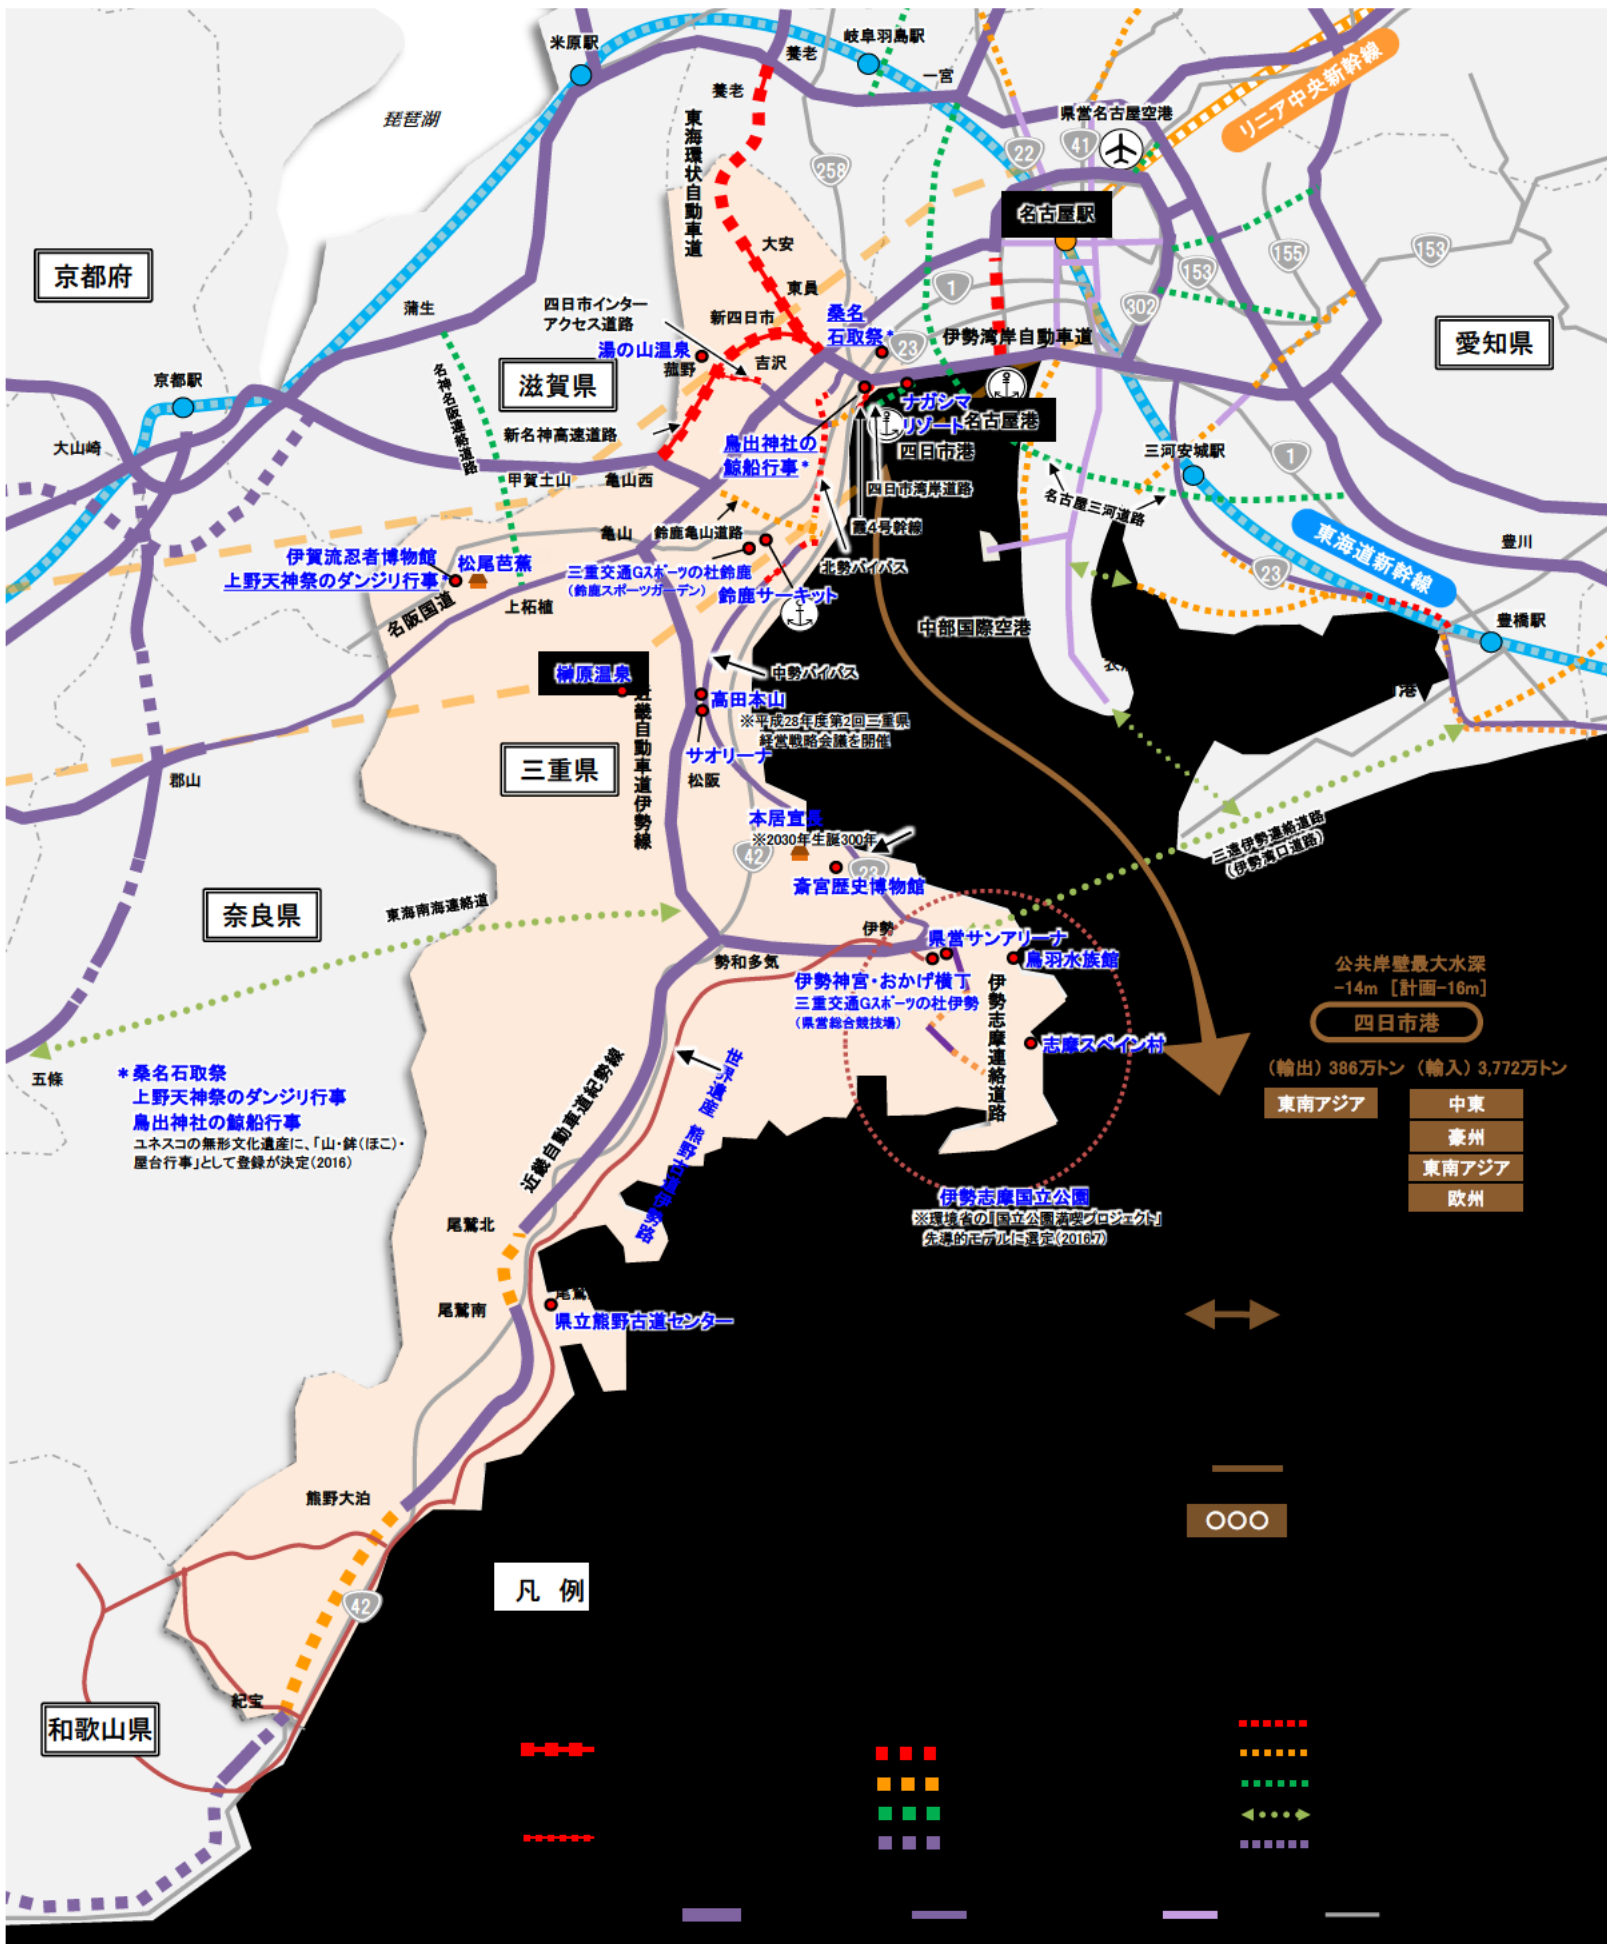 米原駅
岐阜羽島駅
養老
一宮
養老
琵琶湖
県営名古屋空港
リニア中央新幹線
東海環状自動車道
22
41
258
名古屋駅
大安
京都府
153
155
153
1
302
東員
蒲生
四日市インター
アクセス道路
新四日市
桑名
石取祭*
23
伊勢湾岸自動車道
愛知県
湯の山温泉
菰野
吉沢
滋賀県
京都駅
名神名阪連絡道路
ナガシマ
リゾート
名古屋港
新名神高速道路
大山崎
鳥出神社の
鯨船行事*
四日市港
三河安城駅
1
甲賀土山
亀山西
四日市湾岸道路
名古屋三河道路
霞4号幹線
亀山
鈴鹿亀山道路
東海道新幹線
豊川
伊賀流忍者博物館
上野天神祭のダンジリ行事*
松尾芭蕉
三重交通Gスポーツの杜鈴鹿
(鈴鹿スポーツガーデン)
北勢バイパス
23
鈴鹿サーキット
上柘植
名阪国道
中部国際空港
豊橋駅
榊原温泉
中勢バイパス
近畿自動車道伊勢線
高田本山
港
※平成28年度第2回三重県
経営戦略会議を開催
三重県
サオリーナ
松阪
郡山
本居宣長
※2030年生誕300年
42
23
三遠伊勢連絡道路
(伊勢湾口道路)
斎宮歴史博物館
奈良県
東海南海連絡道
伊勢
県営サンアリーナ
鳥羽水族館
勢和多気
伊勢神宮・おかげ横丁
三重交通Gスポーツの杜伊勢
(県営総合競技場)
伊勢志摩連絡道路
公共岸壁最大水深
-14m [計画-16m]
四日市港
志摩スペイン村
(輸出) 386万トン (輸入) 3,772万トン
五條
*桑名石取祭
上野天神祭のダンジリ行事
鳥出神社の鯨船行事
ユネスコの無形文化遺産に、「山・鉾(ほこ)・
屋台行事」として登録が決定(2016)
近畿自動車道紀勢線
世界遺産 熊野古道伊勢路
東南アジア
中東
豪州
東南アジア
欧州
伊勢志摩国立公園
※環境省の「国立公園満喫プロジェクト」
先導的モデルに選定(2016.7)
尾鷲北
尾鷲
尾鷲南
県立熊野古道センター
熊野大泊
○○○
凡 例
42
紀宝
和歌山県